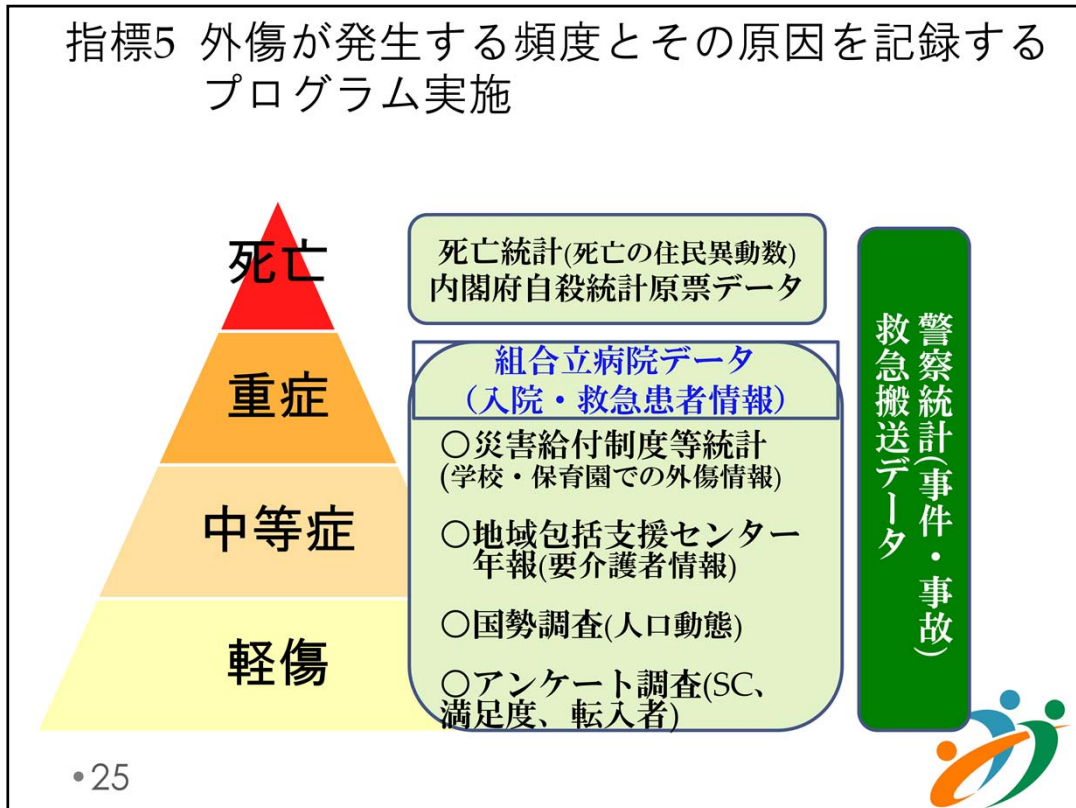 指標5 外傷が発生する頻度とその原因を記録する
プログラム実施
死亡
重症
中等症
軽傷
死亡統計(死亡の住民異動数)
内閣府自殺統計原票データ
組合立病院データ
（入院・救急患者情報）
〇災害給付制度等統計
(学校・保育園での外傷情報)
〇地域包括支援センター
年報(要介護者情報)
〇国勢調査(人口動態)
〇アンケート調査(SC、
満足度、転入者)
警察統計(事件・事故)
救急搬送データ
•25